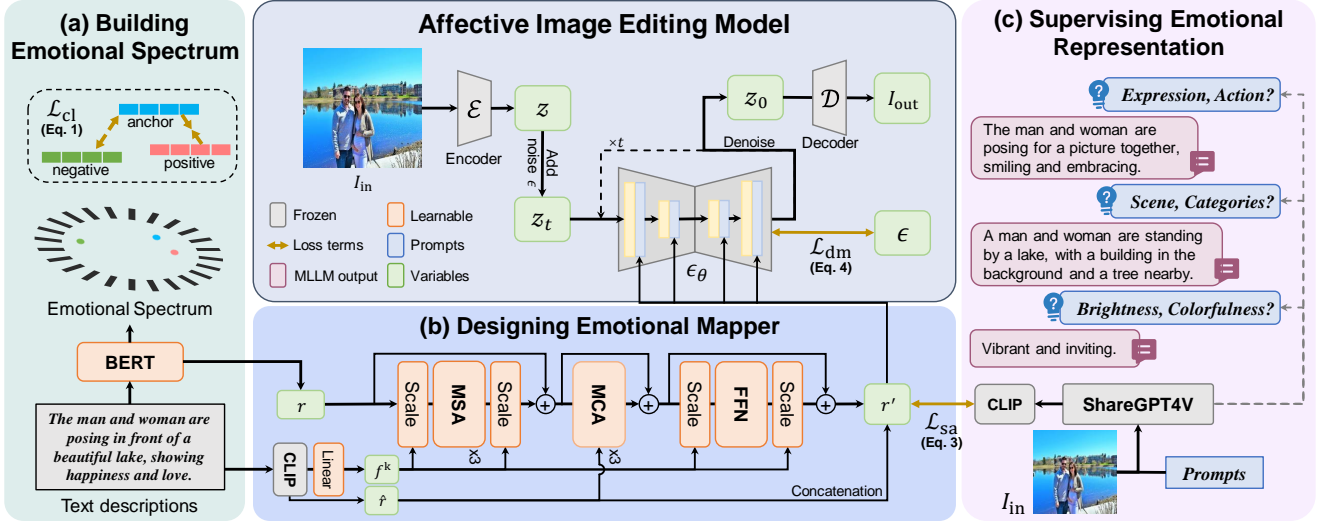 (a) Building
Emotional Spectrum
ℒcl
(Eq. 1)
anchor
negative
positive
Emotional Spectrum
BERT
The man and woman are
posing in front of a
beautiful lake, showing
happiness and love.
Text descriptions
Affective Image Editing Model
Iin
ℰ
Encoder
z
Add
noise ϵ
zt
×t
z0
Denoise
𝒟
Decoder
Iout
ϵθ
ℒdm
(Eq. 4)
ϵ
Frozen
Learnable
Loss terms
Prompts
MLLM output
Variables
(b) Designing Emotional Mapper
r
Scale
MSA
x3
Scale
+
MCA
x3
+
Scale
FFN
Scale
+
r′
CLIP
Linear
fᵏ
r̂
Concatenation
ℒsa
(Eq. 3)
(c) Supervising Emotional
Representation
Expression, Action?
The man and woman are
posing for a picture together,
smiling and embracing.
Scene, Categories?
A man and woman are standing
by a lake, with a building in the
background and a tree nearby.
Brightness, Colorfulness?
Vibrant and inviting.
CLIP
ShareGPT4V
Iin
Prompts